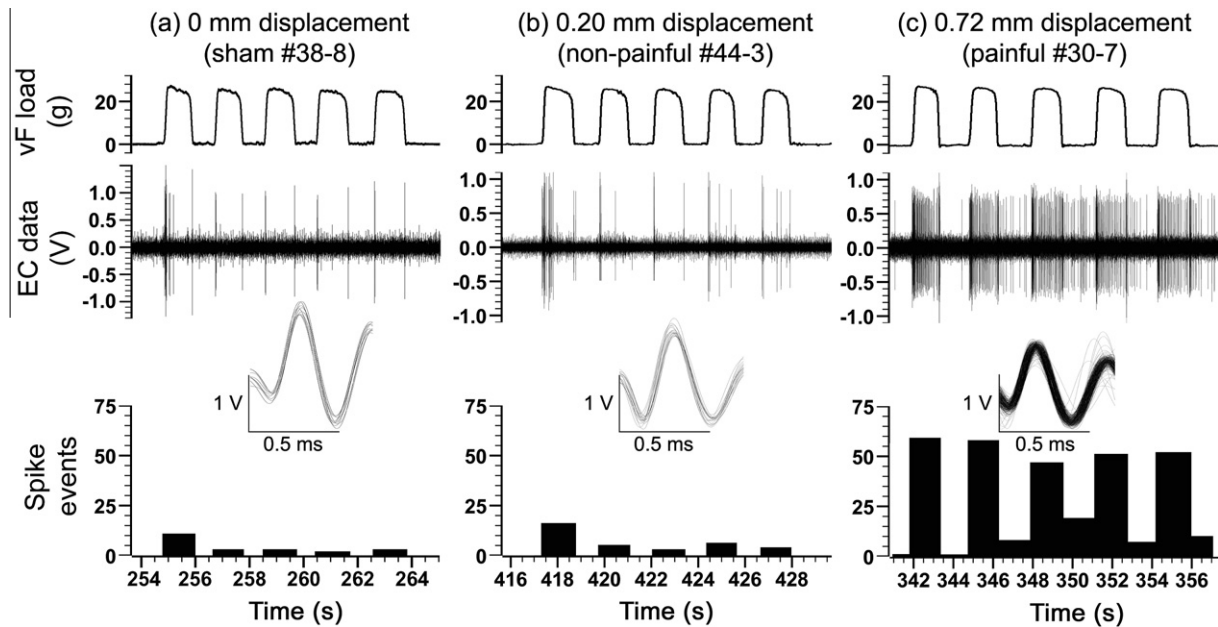 (a) 0 mm displacement
(sham #38-8)
(b) 0.20 mm displacement
(non-painful #44-3)
(c) 0.72 mm displacement
(painful #30-7)
vF load
(g)
20
0
20
0
20
0
EC data
(V)
1.0
0.5
0.0
-0.5
-1.0
1.0
0.5
0.0
-0.5
-1.0
1.0
0.5
0.0
-0.5
-1.0
1 V
0.5 ms
1 V
0.5 ms
1 V
0.5 ms
Spike
events
75
50
25
0
75
50
25
0
75
50
25
0
254 256 258 260 262 264
416 418 420 422 424 426 428
342 344 346 348 350 352 354 356
Time (s)
Time (s)
Time (s)